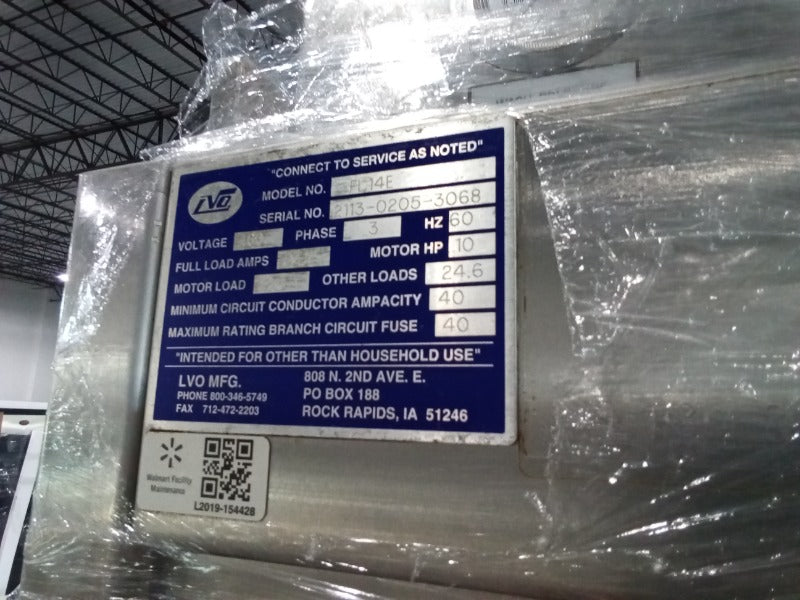 "CONNECT TO SERVICE AS NOTED"
LVO
MODEL NO. FL14E
SERIAL NO. 2113-0205-3068
VOLTAGE PHASE 3 HZ 60
FULL LOAD AMPS MOTOR HP 10
MOTOR LOAD OTHER LOADS 24.6
MINIMUM CIRCUIT CONDUCTOR AMPACITY 40
MAXIMUM RATING BRANCH CIRCUIT FUSE 40
"INTENDED FOR OTHER THAN HOUSEHOLD USE"
LVO MFG. 808 N. 2ND AVE. E.
PHONE 800-346-5749 PO BOX 188
FAX 712-472-2203 ROCK RAPIDS, IA 51246
Walmart Facility
Maintenance
L2019-154428